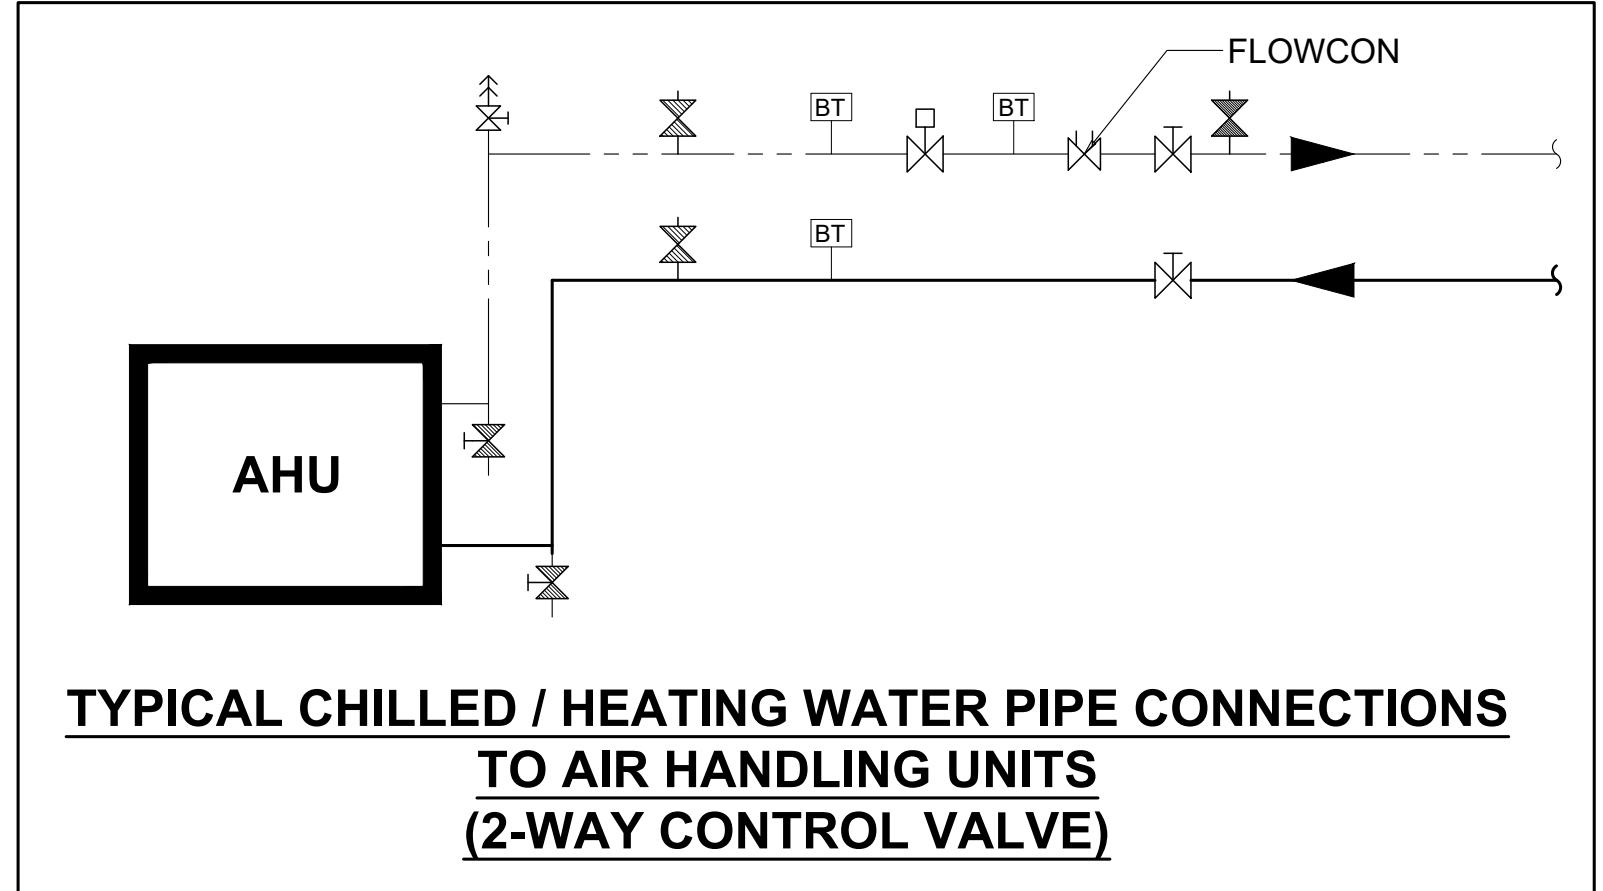 FLOWCON
BT
BT
BT
AHU
TYPICAL CHILLED / HEATING WATER PIPE CONNECTIONS
TO AIR HANDLING UNITS
(2-WAY CONTROL VALVE)